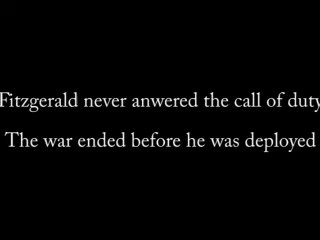 Fitzgerald never anwered the call of duty
The war ended before he was deployed